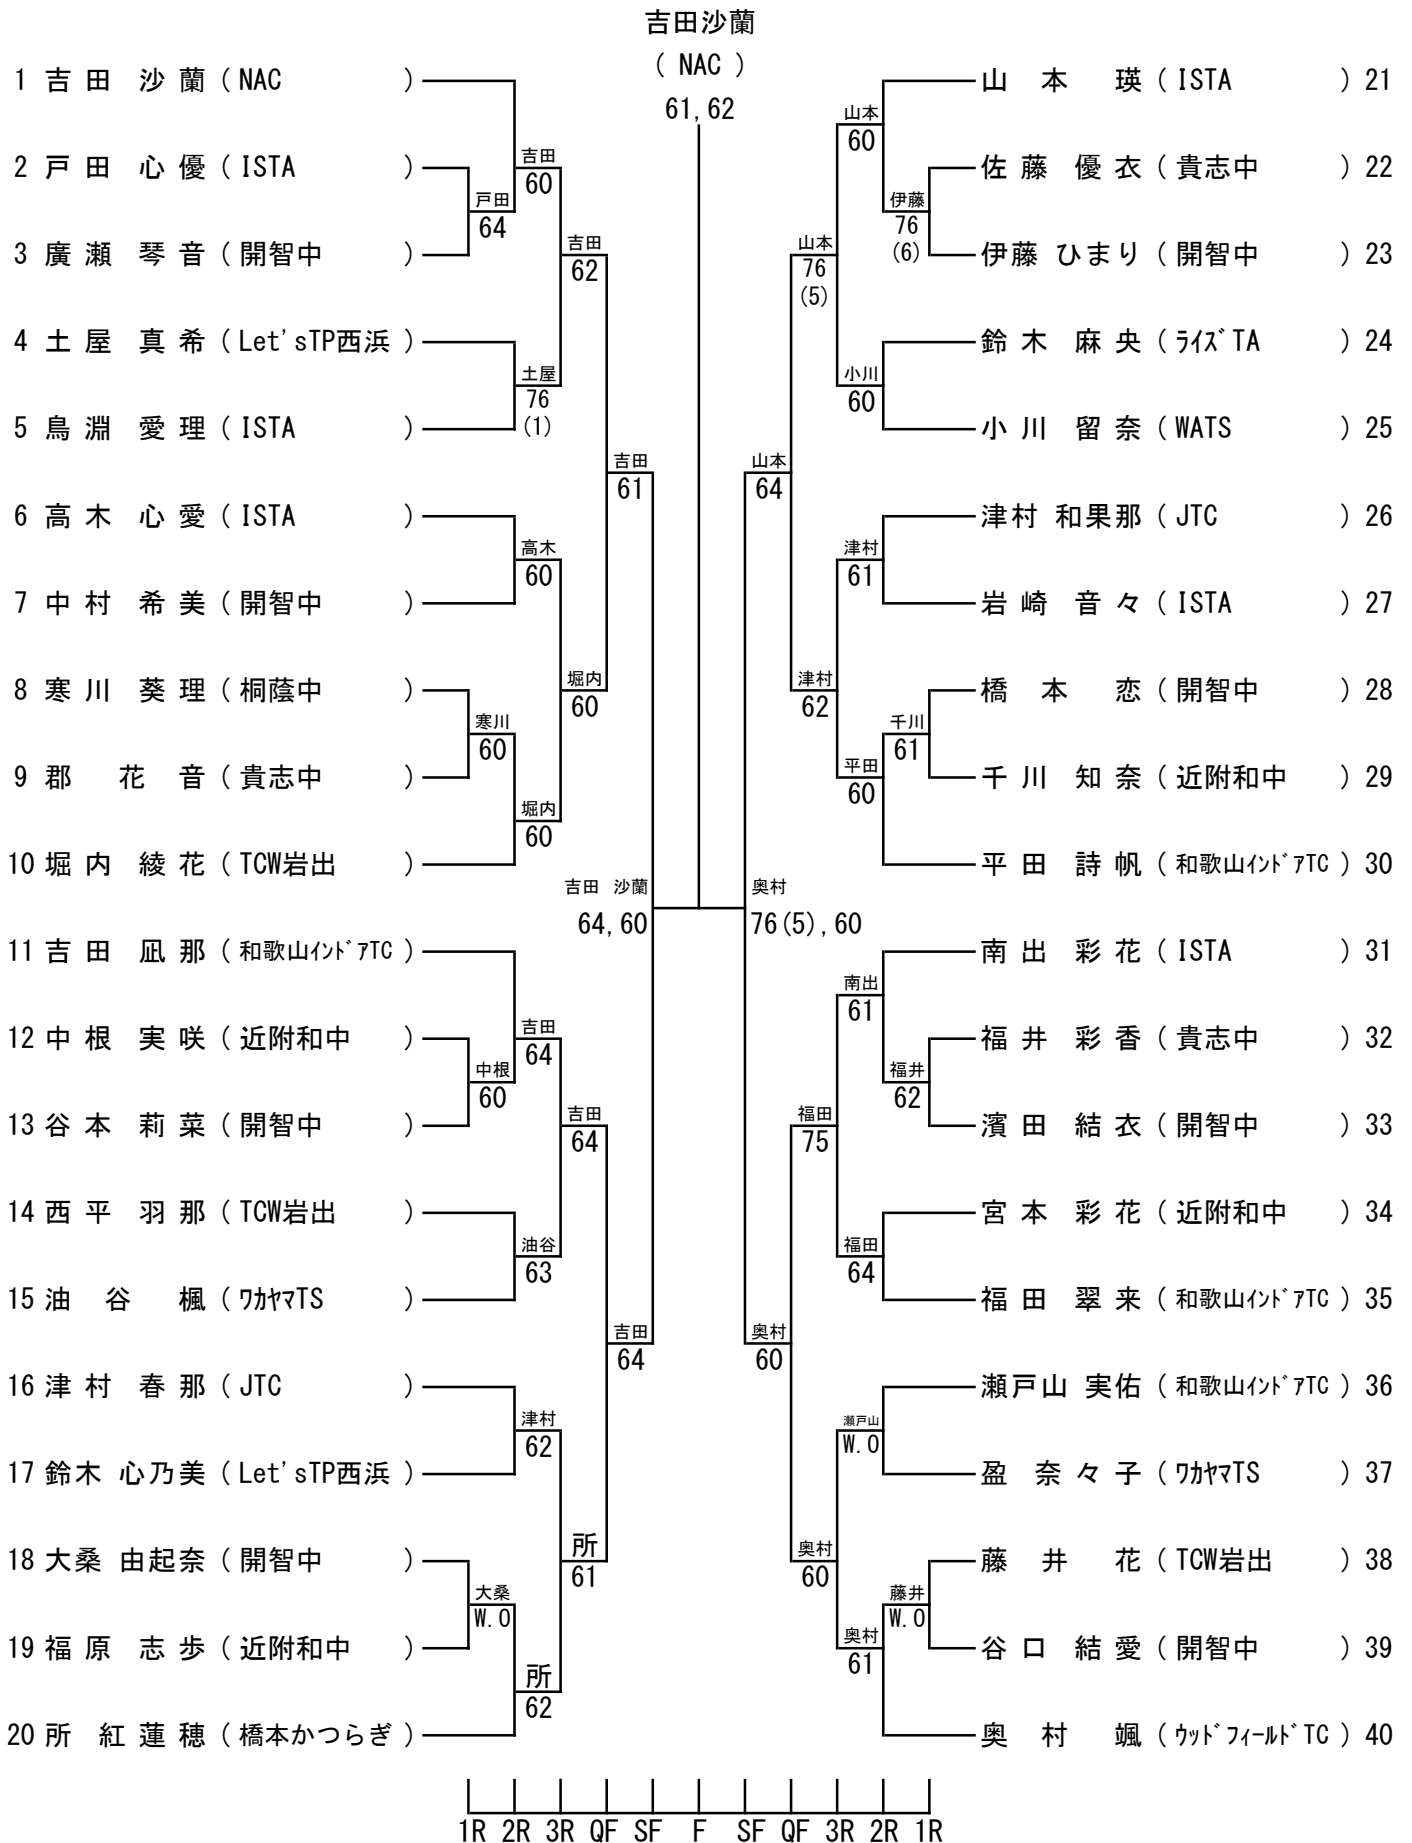 吉田沙蘭
( NAC )
61, 62
1 吉田 沙蘭 ( NAC )
2 戸田 心優 ( ISTA )
3 廣瀬 琴音 ( 開智中 )
4 土屋 真希 ( Let'sTP西浜 )
5 鳥淵 愛理 ( ISTA )
6 高木 心愛 ( ISTA )
7 中村 希美 ( 開智中 )
8 寒川 葵理 ( 桐蔭中 )
9 郡 花音 ( 貴志中 )
10 堀内 綾花 ( TCW岩出 )
11 吉田 凪那 ( 和歌山インドアTC )
12 中根 実咲 ( 近附和中 )
13 谷本 莉菜 ( 開智中 )
14 西平 羽那 ( TCW岩出 )
15 油谷 楓 ( ワカヤマTS )
16 津村 春那 ( JTC )
17 鈴木 心乃美 ( Let'sTP西浜 )
18 大桑 由起奈 ( 開智中 )
19 福原 志歩 ( 近附和中 )
20 所 紅蓮穂 ( 橋本かつらぎ )
戸田
64
寒川
60
中根
60
大桑
W.O
吉田
60
土屋
76
(1)
高木
60
堀内
60
吉田
64
油谷
63
津村
62
所
62
吉田
62
堀内
60
吉田
64
所
61
吉田
61
吉田
64
吉田 沙蘭
64, 60
奥村
76(5), 60
山本
64
奥村
60
山本
76
(5)
津村
62
福田
75
奥村
60
山本
60
小川
60
津村
61
平田
60
南出
61
福田
64
瀬戸山
W.O
奥村
61
伊藤
76
(6)
千川
61
福井
62
藤井
W.O
山本 瑛 ( ISTA ) 21
佐藤 優衣 ( 貴志中 ) 22
伊藤 ひまり ( 開智中 ) 23
鈴木 麻央 ( ライズTA ) 24
小川 留奈 ( WATS ) 25
津村 和果那 ( JTC ) 26
岩崎 音々 ( ISTA ) 27
橋本 恋 ( 開智中 ) 28
千川 知奈 ( 近附和中 ) 29
平田 詩帆 ( 和歌山インドアTC ) 30
南出 彩花 ( ISTA ) 31
福井 彩香 ( 貴志中 ) 32
濱田 結衣 ( 開智中 ) 33
宮本 彩花 ( 近附和中 ) 34
福田 翠来 ( 和歌山インドアTC ) 35
瀬戸山 実佑 ( 和歌山インドアTC ) 36
盈 奈々子 ( ワカヤマTS ) 37
藤井 花 ( TCW岩出 ) 38
谷口 結愛 ( 開智中 ) 39
奥村 颯 ( ウッドフィールドTC ) 40
1R 2R 3R QF SF F SF QF 3R 2R 1R